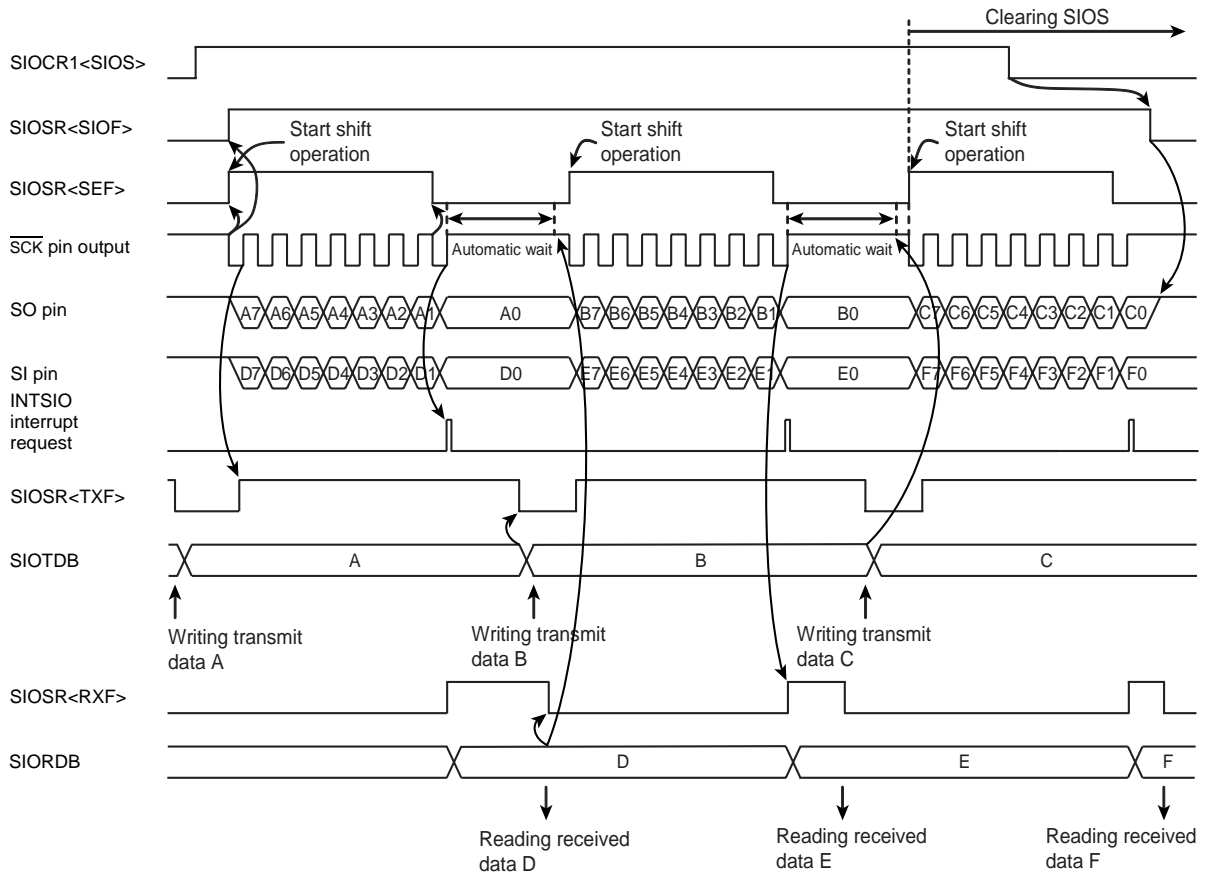 Clearing SIOS
SIOCR1<SIOS>
SIOSR<SIOF>
Start shift
operation
Start shift
operation
Start shift
operation
SIOSR<SEF>
SCK pin output
Automatic wait
Automatic wait
SO pin
A7 A6 A5 A4 A3 A2 A1 A0 B7 B6 B5 B4 B3 B2 B1 B0 C7 C6 C5 C4 C3 C2 C1 C0
SI pin
D7 D6 D5 D4 D3 D2 D1 D0 E7 E6 E5 E4 E3 E2 E1 E0 F7 F6 F5 F4 F3 F2 F1 F0
INTSIO
interrupt
request
SIOSR<TXF>
SIOTDB
A B C
Writing transmit
data A
Writing transmit
data B
Writing transmit
data C
SIOSR<RXF>
SIORDB
D E F
Reading received
data D
Reading received
data E
Reading received
data F